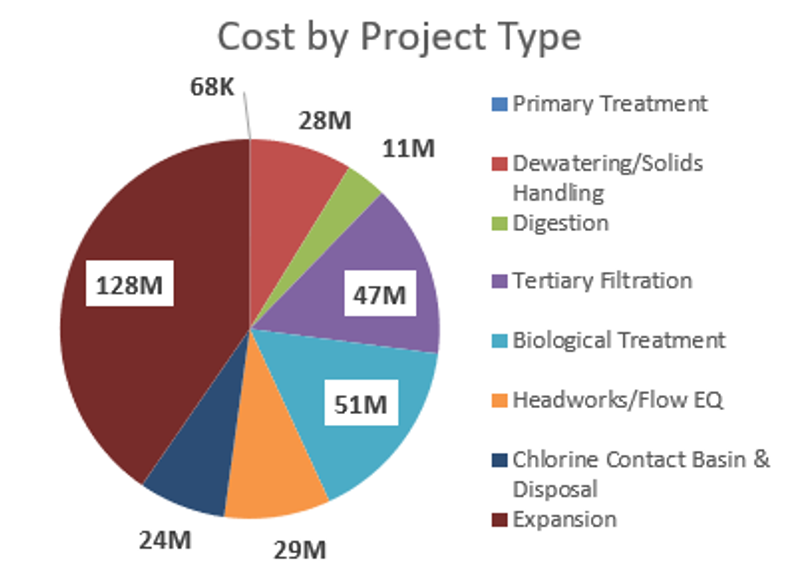 Cost by Project Type
68K
28M
11M
128M
47M
51M
24M
29M
Primary Treatment
Dewatering/Solids
Handling
Digestion
Tertiary Filtration
Biological Treatment
Headworks/Flow EQ
Chlorine Contact Basin &
Disposal
Expansion